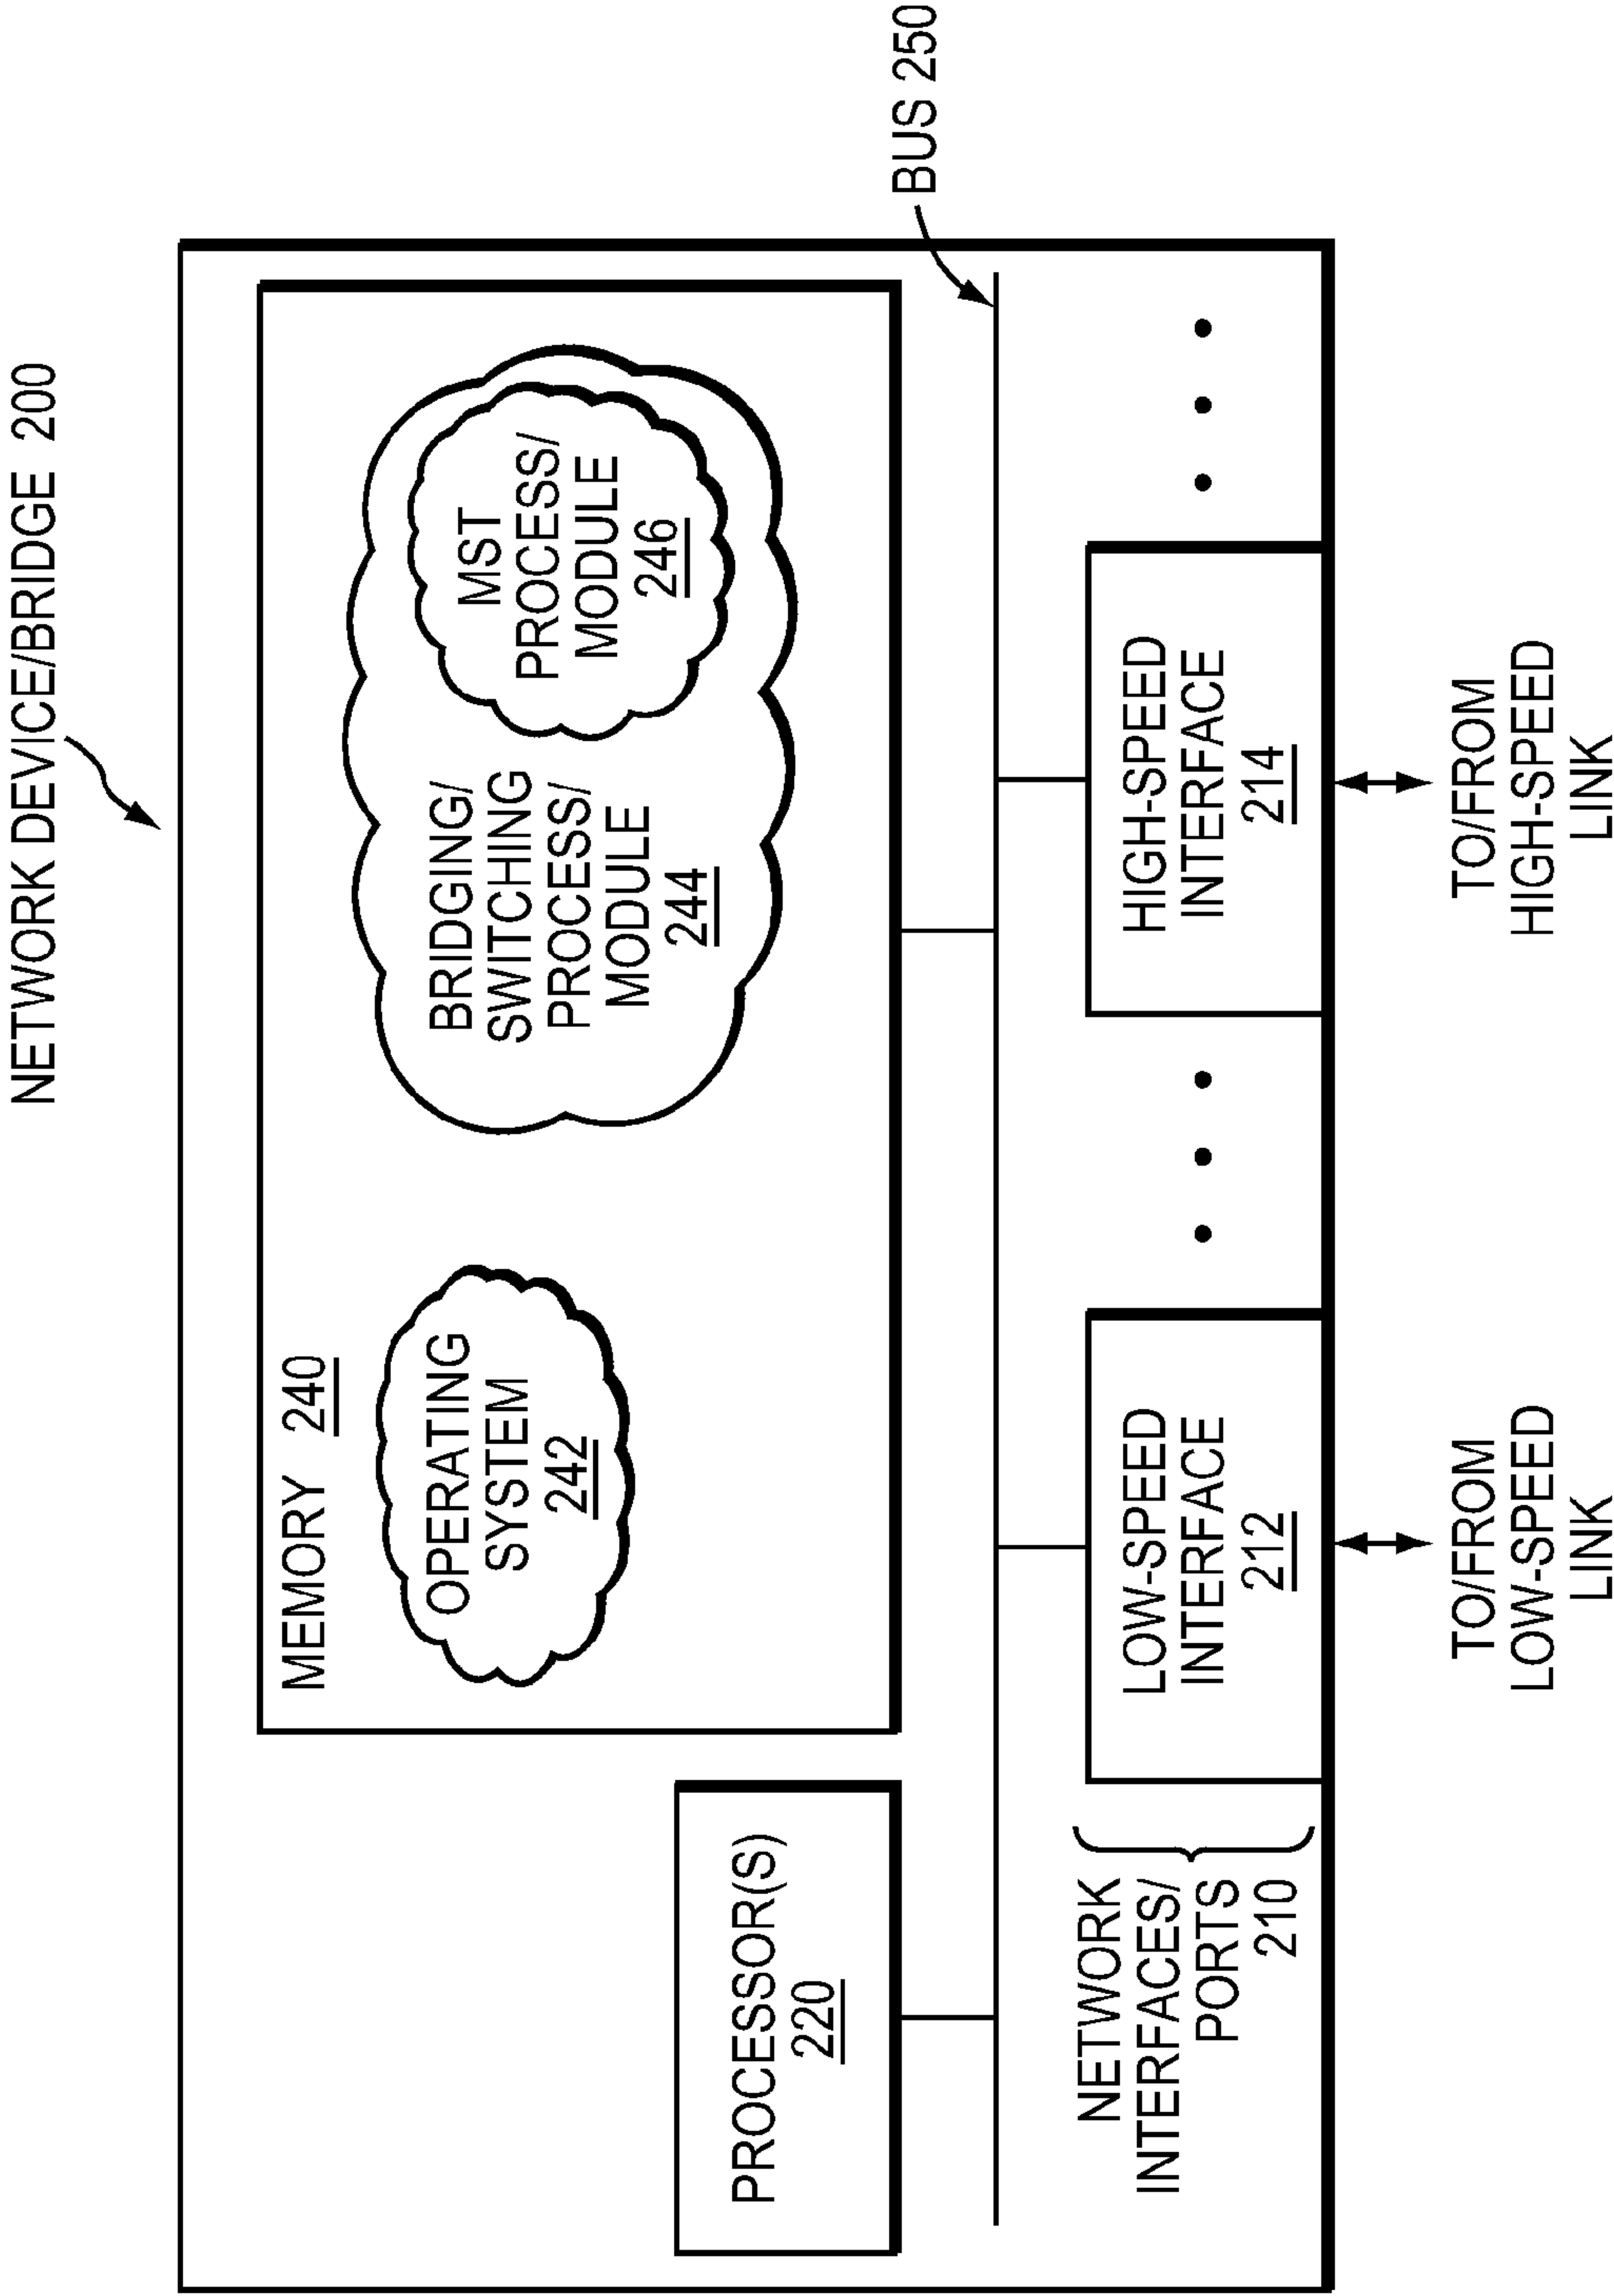 NETWORK DEVICE/BRIDGE 200
MEMORY 240
OPERATING
SYSTEM
242
BRIDGING/
SWITCHING
PROCESS/
MODULE
244
MST
PROCESS/
MODULE
246
PROCESSOR(S)
220
BUS 250
NETWORK
INTERFACES/
PORTS
210
LOW-SPEED
INTERFACE
212
HIGH-SPEED
INTERFACE
214
TO/FROM
LOW-SPEED
LINK
TO/FROM
HIGH-SPEED
LINK